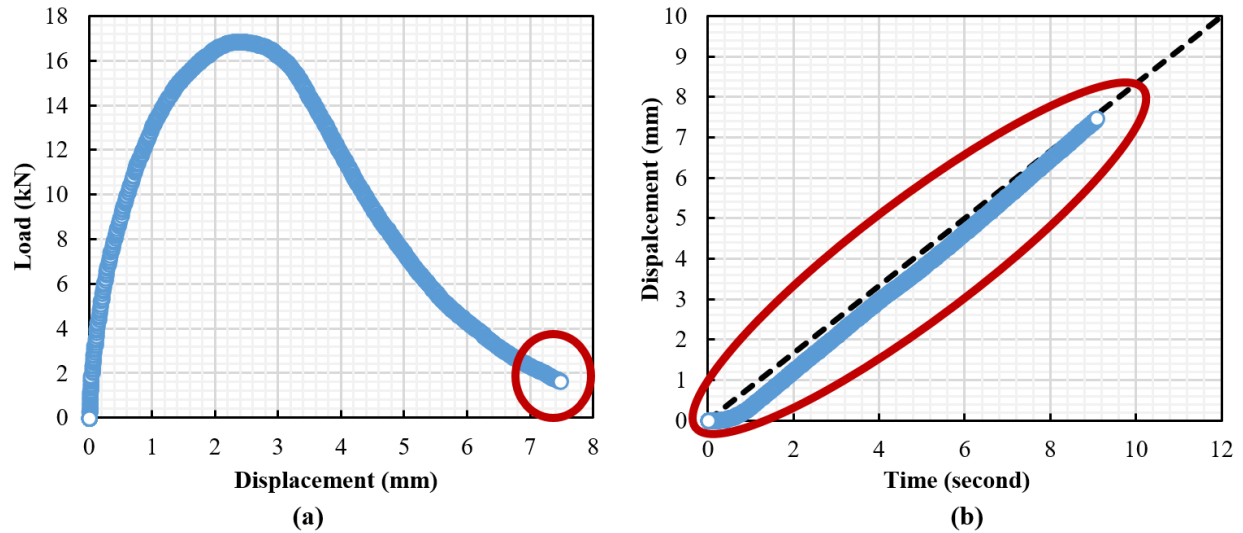 18
16
14
12
10
8
6
4
2
0
Load (kN)
0 1 2 3 4 5 6 7 8
Displacement (mm)
(a)
10
9
8
7
6
5
4
3
2
1
0
Dispalcement (mm)
0 2 4 6 8 10 12
Time (second)
(b)